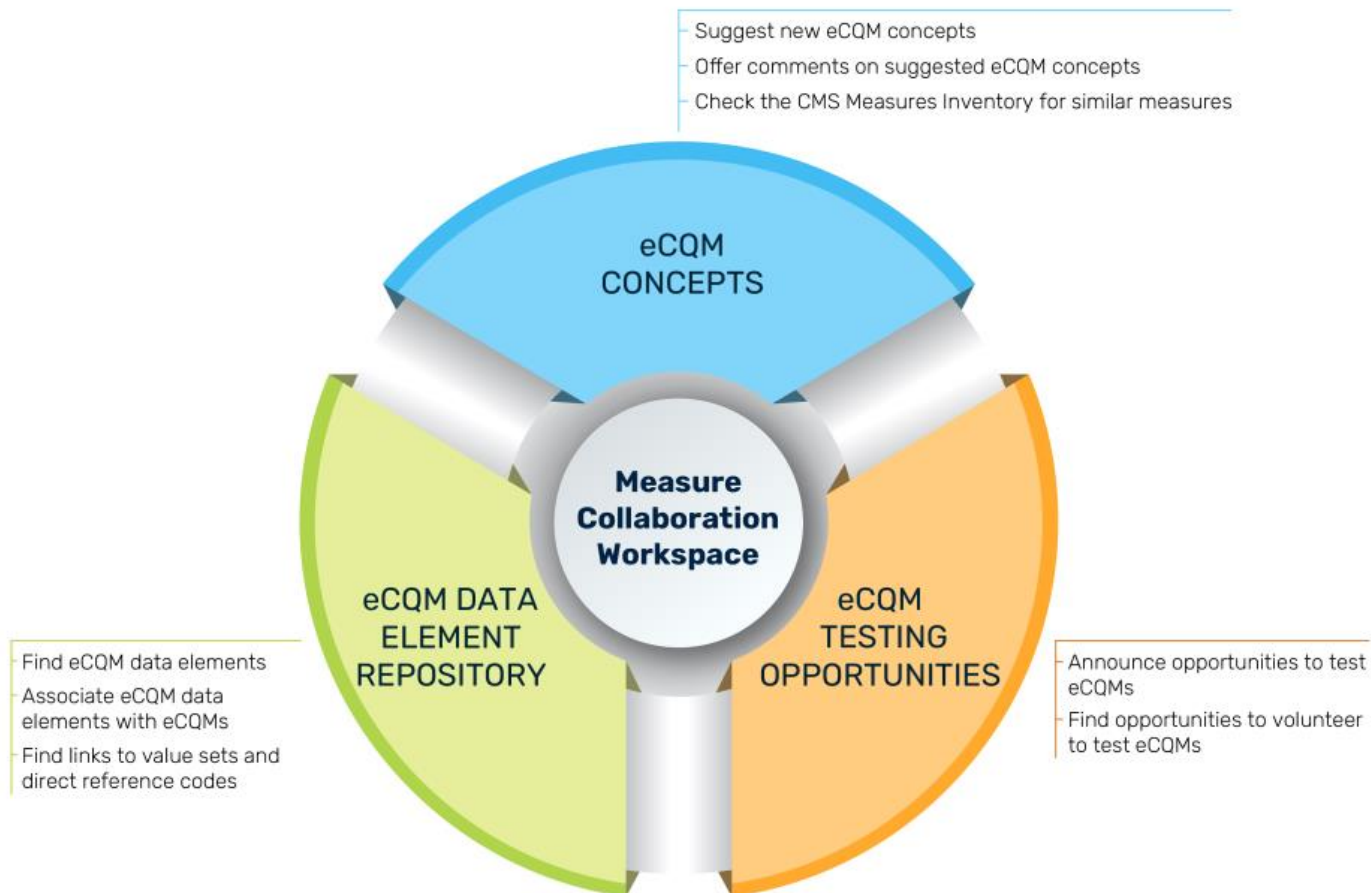 Suggest new eCQM concepts
Offer comments on suggested eCQM concepts
Check the CMS Measures Inventory for similar measures
eCQM
CONCEPTS
Measure
Collaboration
Workspace
eCQM DATA
ELEMENT
REPOSITORY
eCQM
TESTING
OPPORTUNITIES
Find eCQM data elements
Associate eCQM data
elements with eCQMs
Find links to value sets and
direct reference codes
Announce opportunities to test
eCQMs
Find opportunities to volunteer
to test eCQMs